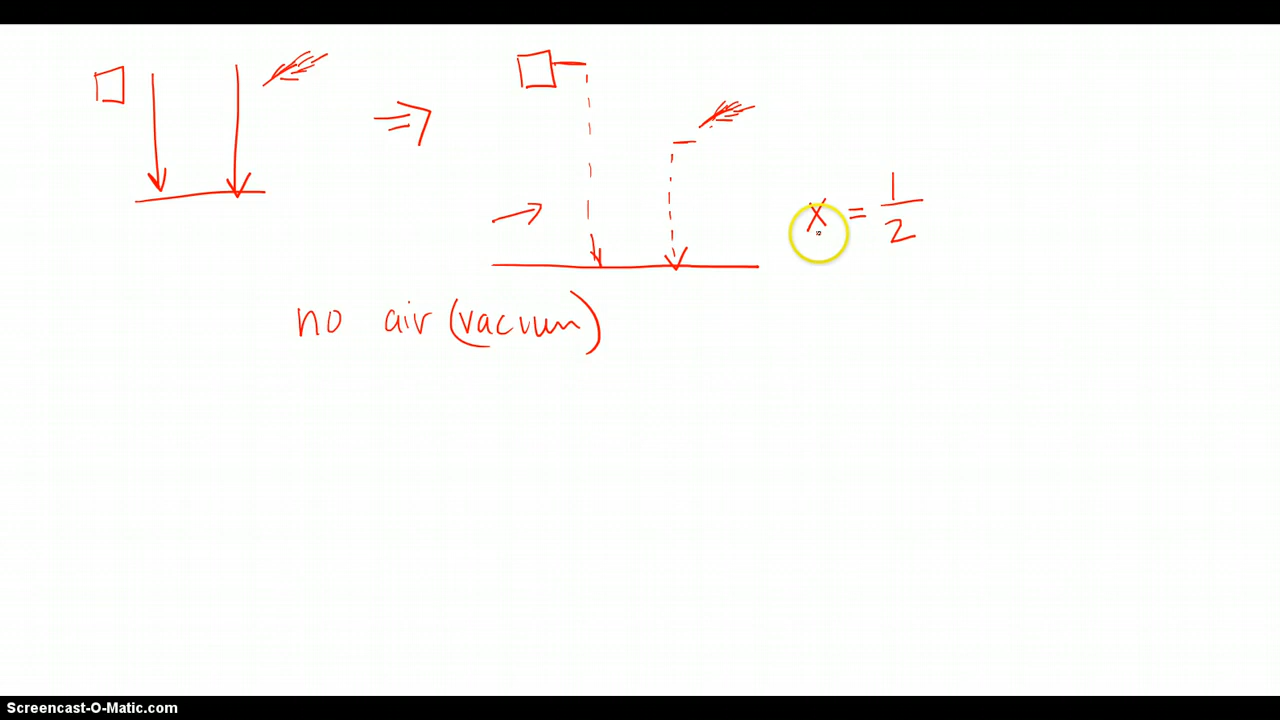 x = 1/2
no air (vacuum)
Screencast-O-Matic.com